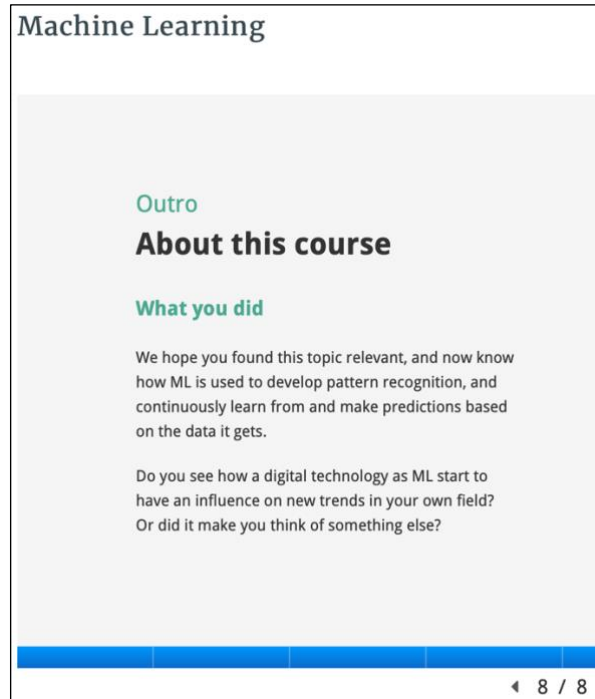 Machine Learning
Outro
About this course
What you did
We hope you found this topic relevant, and now know
how ML is used to develop pattern recognition, and
continuously learn from and make predictions based
on the data it gets.
Do you see how a digital technology as ML start to
have an influence on new trends in your own field?
Or did it make you think of something else?
8 / 8